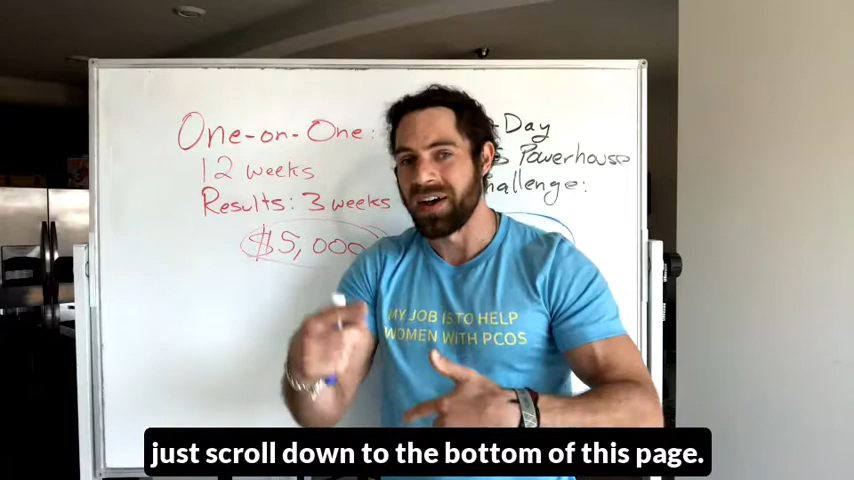 One-on-One:
12 weeks
Results: 3 weeks
$5,000
-Day
Powerhouse
Challenge:
MY JOB IS TO HELP
WOMEN WITH PCOS
just scroll down to the bottom of this page.